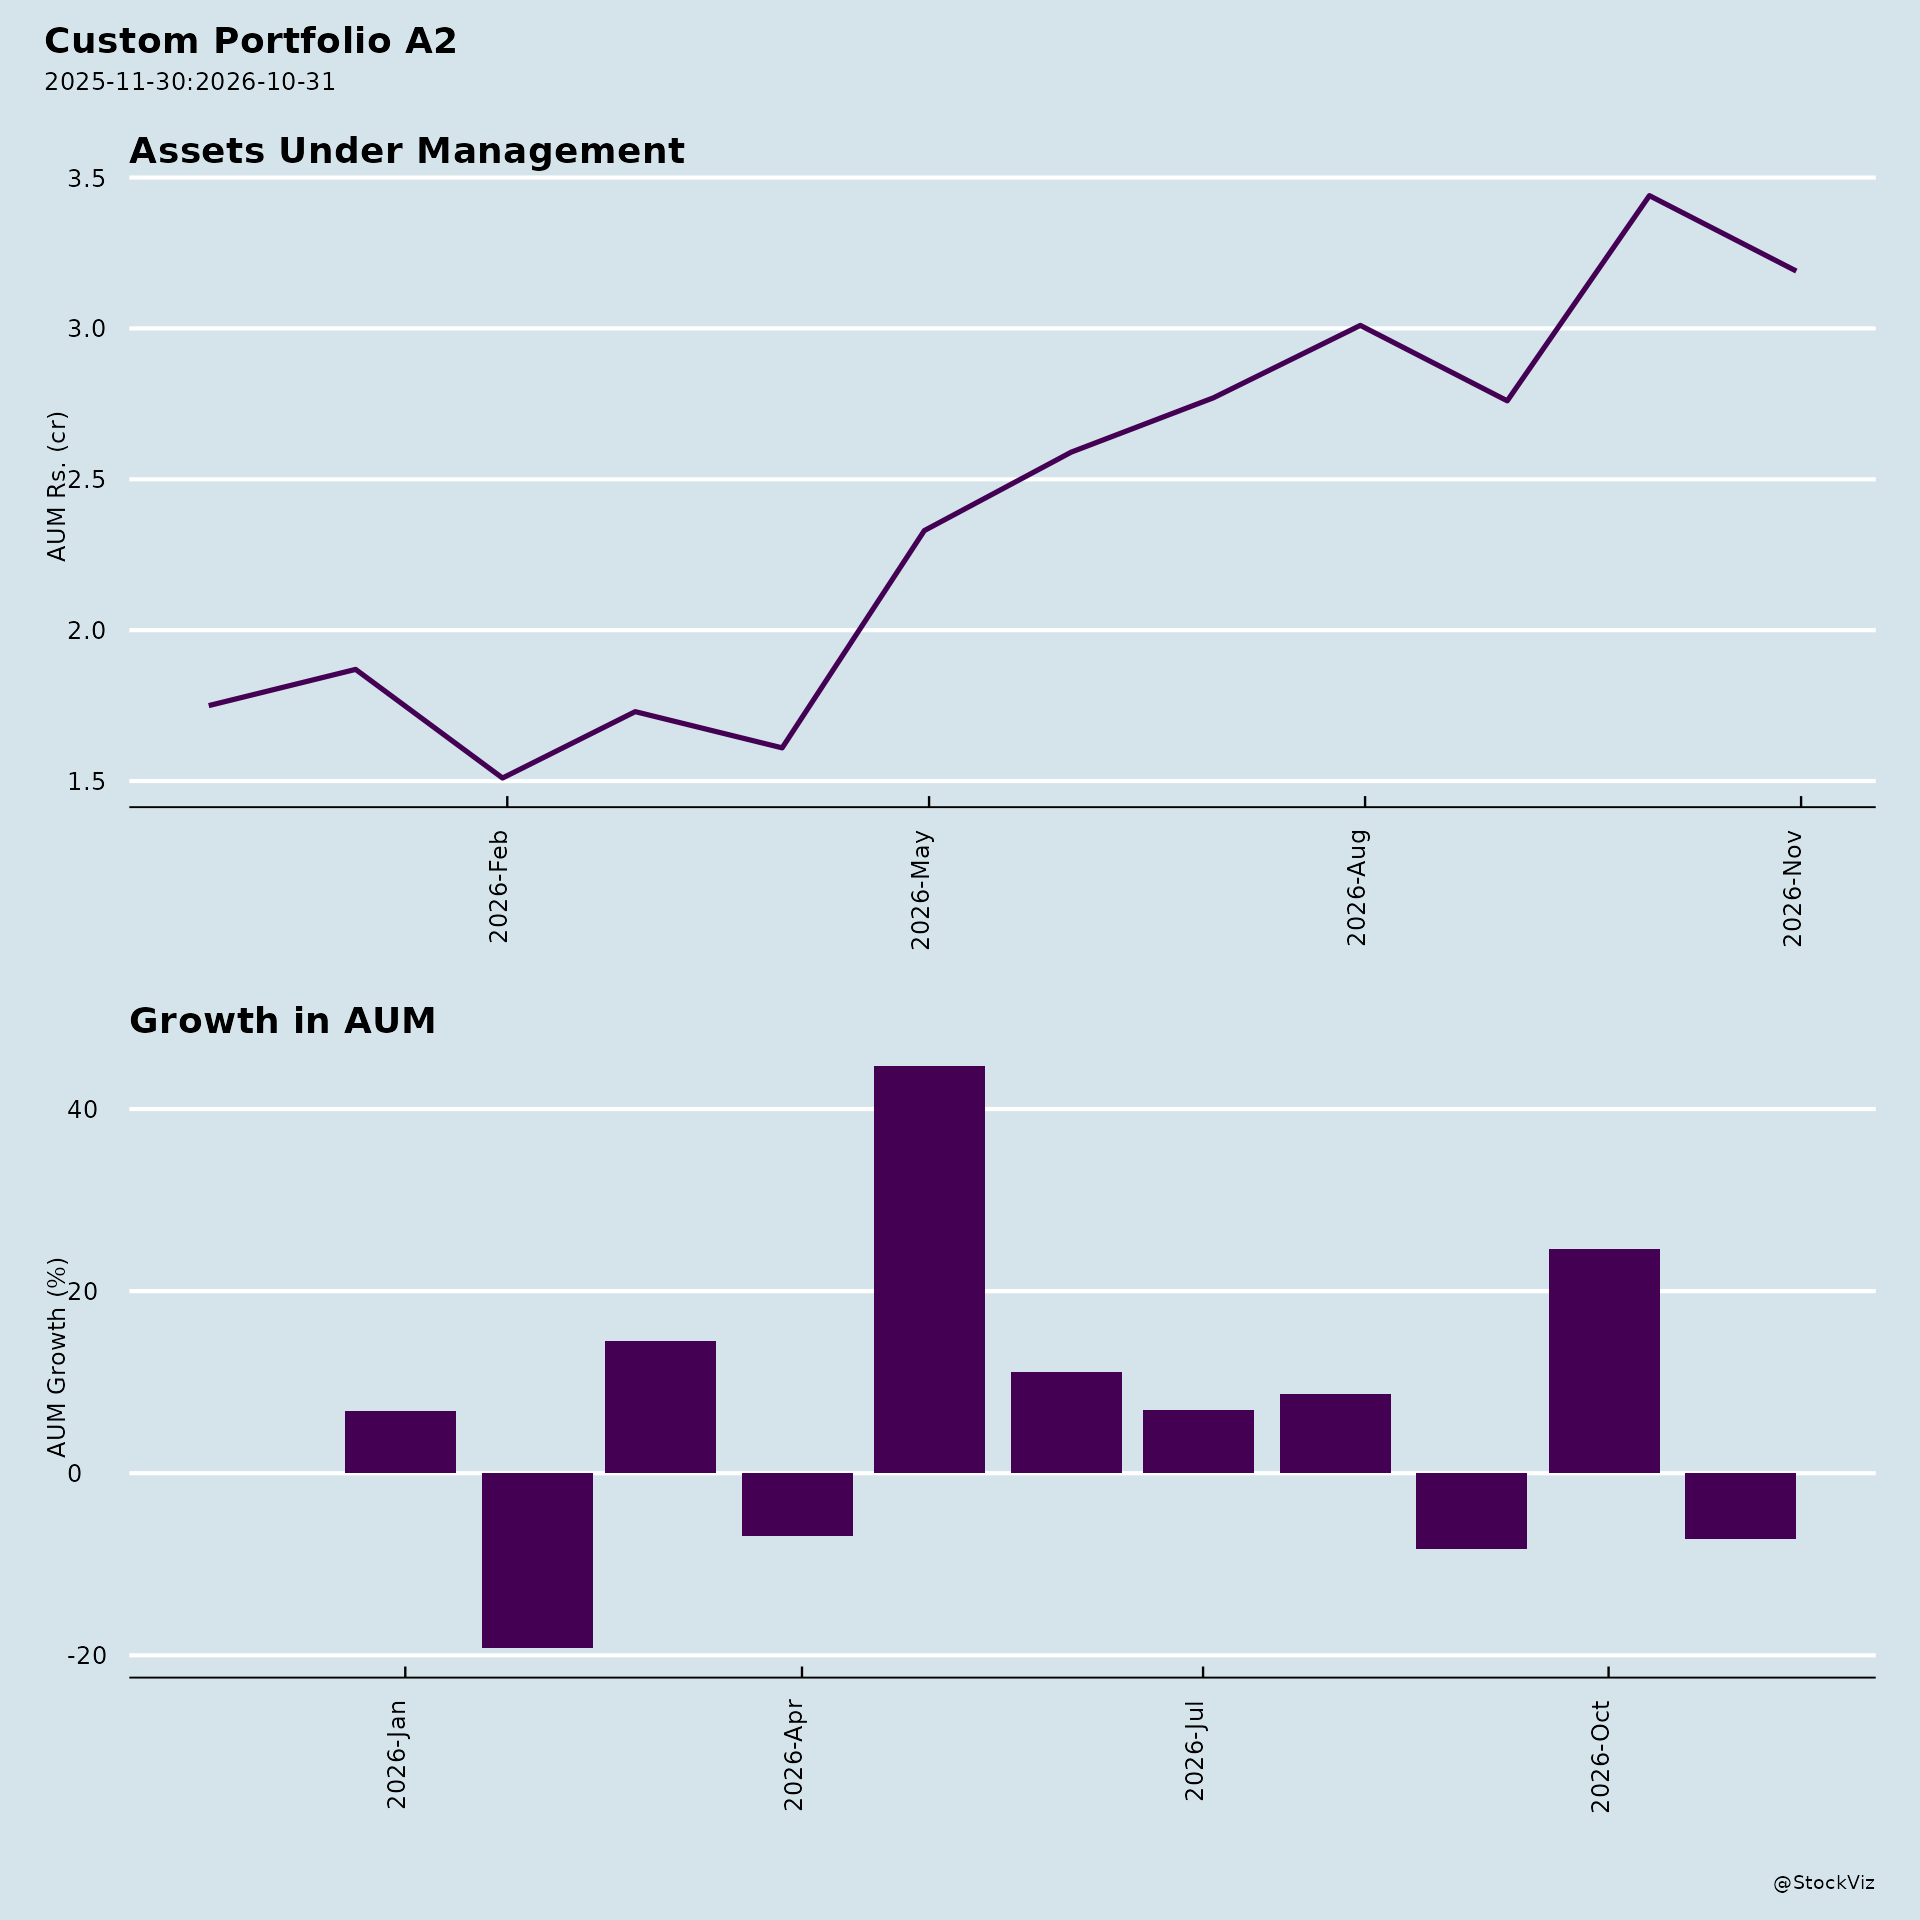 Custom Portfolio A2
2025-11-30:2026-10-31
Assets Under Management
AUM Rs. (cr)
3.5
3.0
2.5
2.0
1.5
2026-Feb
2026-May
2026-Aug
2026-Nov
Growth in AUM
AUM Growth (%)
40
20
0
-20
2026-Jan
2026-Apr
2026-Jul
2026-Oct
@StockViz